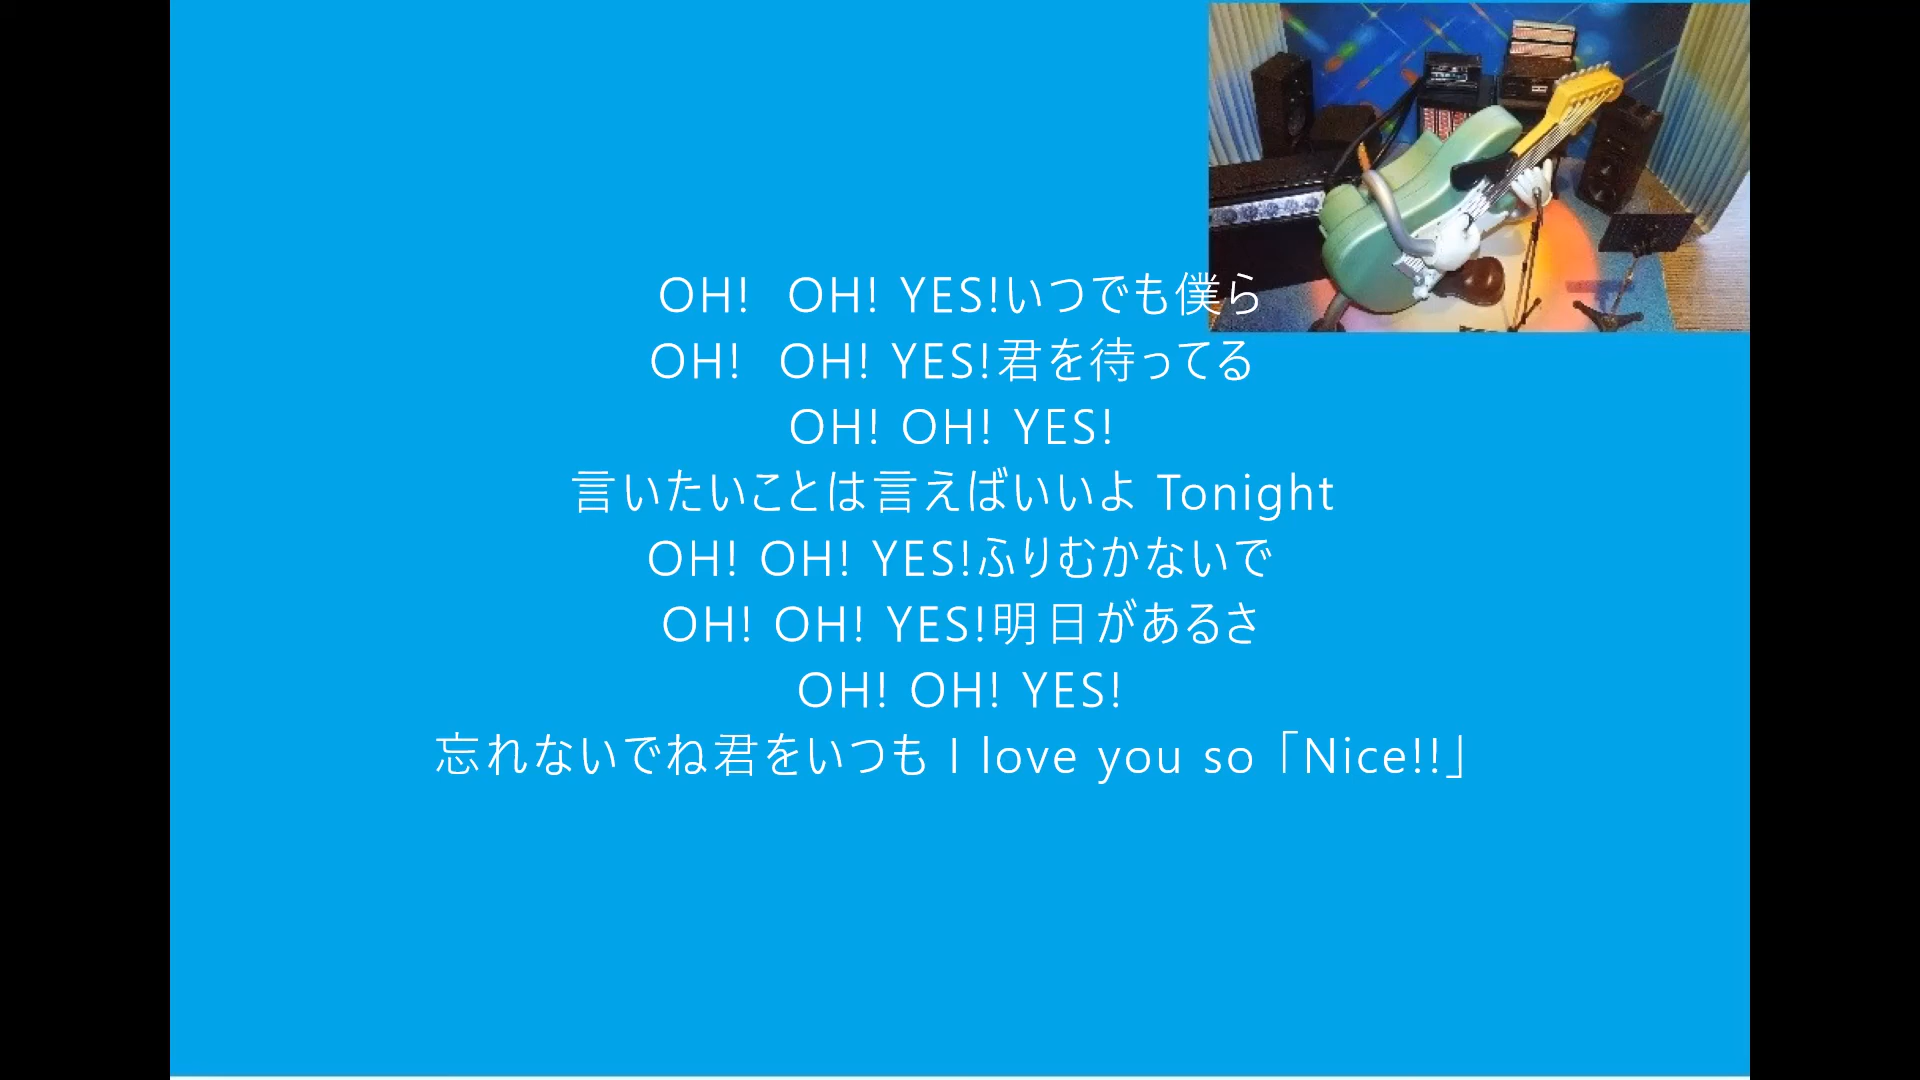 OH!  OH! YES!いつでも僕ら
OH!  OH! YES!君を待ってる
OH! OH! YES!
言いたいことは言えばいいよ Tonight
OH! OH! YES!ふりむかないで
OH! OH! YES!明日があるさ
OH! OH! YES!
忘れないでね君をいつも I love you so「Nice!!」